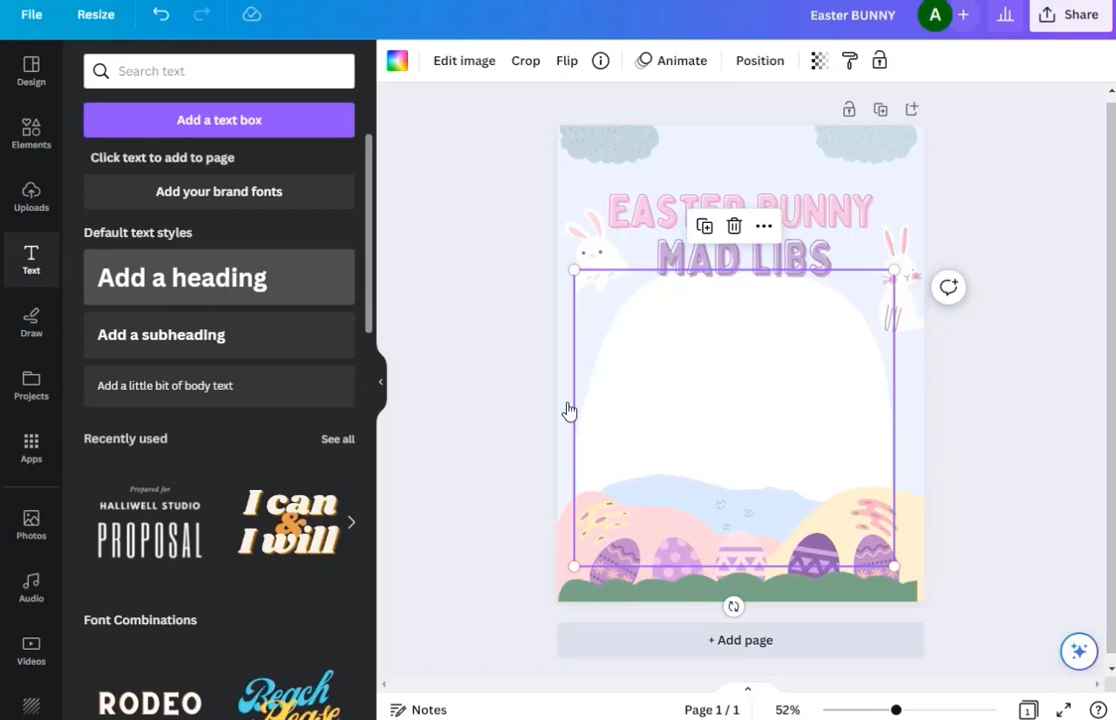 File
Resize
Easter BUNNY
A
Share
Design
Elements
Uploads
Text
Draw
Projects
Apps
Photos
Audio
Videos
Search text
Add a text box
Click text to add to page
Add your brand fonts
Default text styles
Add a heading
Add a subheading
Add a little bit of body text
Recently used
See all
Prepared for
HALLIWELL STUDIO
PROPOSAL
I can
&
I will
Font Combinations
RODEO
Beach
Please
Edit image
Crop
Flip
Animate
Position
EASTER BUNNY
MAD LIBS
+ Add page
Notes
Page 1 / 1
52%
1